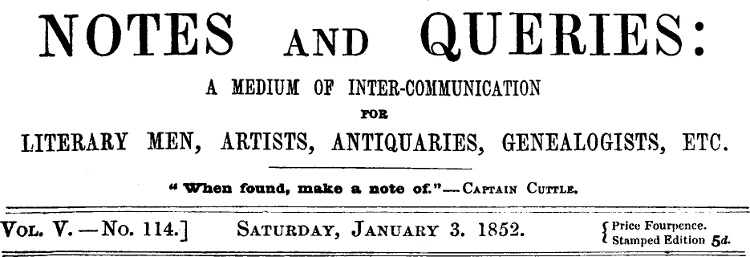 NOTES AND QUERIES:
A MEDIUM OF INTER-COMMUNICATION
FOR
LITERARY MEN, ARTISTS, ANTIQUARIES, GENEALOGISTS, ETC.
"When found, make a note of."—CAPTAIN CUTTLE.
VOL. V.—No. 114.] SATURDAY, JANUARY 3. 1852. { Price Fourpence.
Stamped Edition 5d.